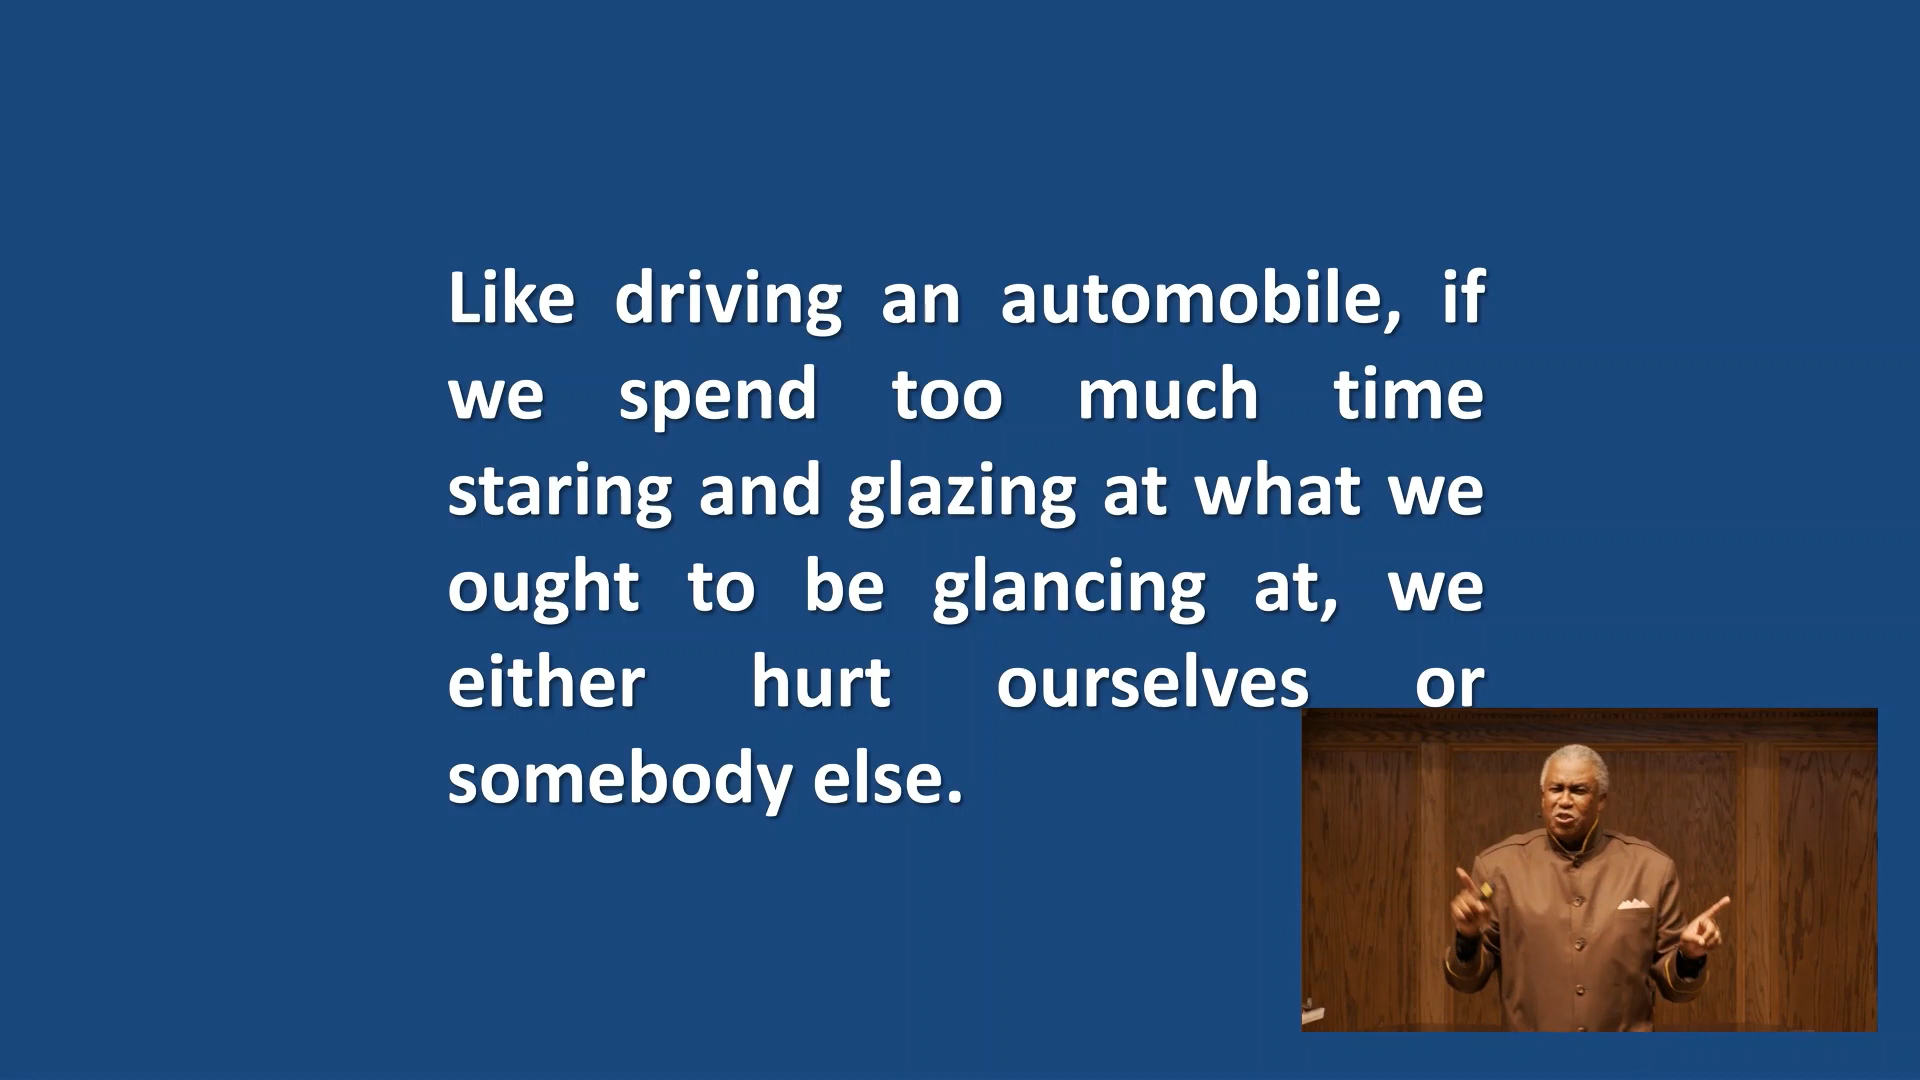 Like driving an automobile, if
we spend too much time
staring and glazing at what we
ought to be glancing at, we
either hurt ourselves or
somebody else.